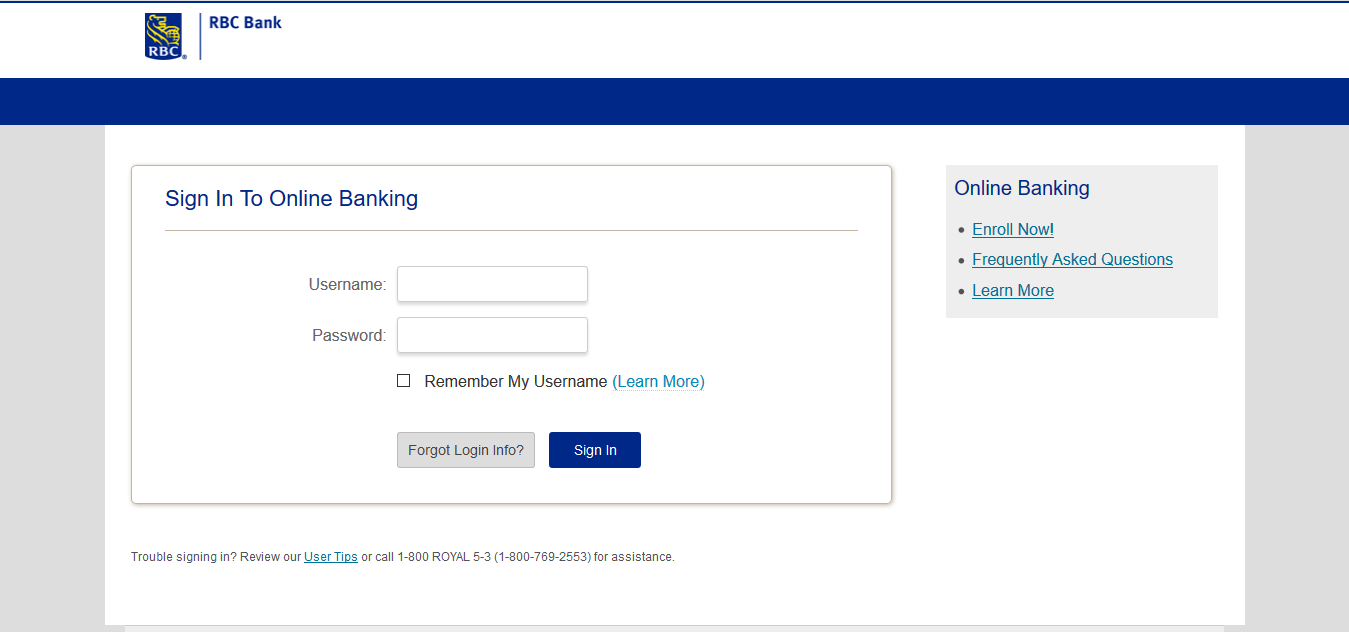 RBC®
RBC Bank
Sign In To Online Banking
Username:
Password:
Remember My Username (Learn More)
Forgot Login Info?
Sign In
Trouble signing in? Review our User Tips or call 1-800 ROYAL 5-3 (1-800-769-2553) for assistance.
Online Banking
Enroll Now!
Frequently Asked Questions
Learn More